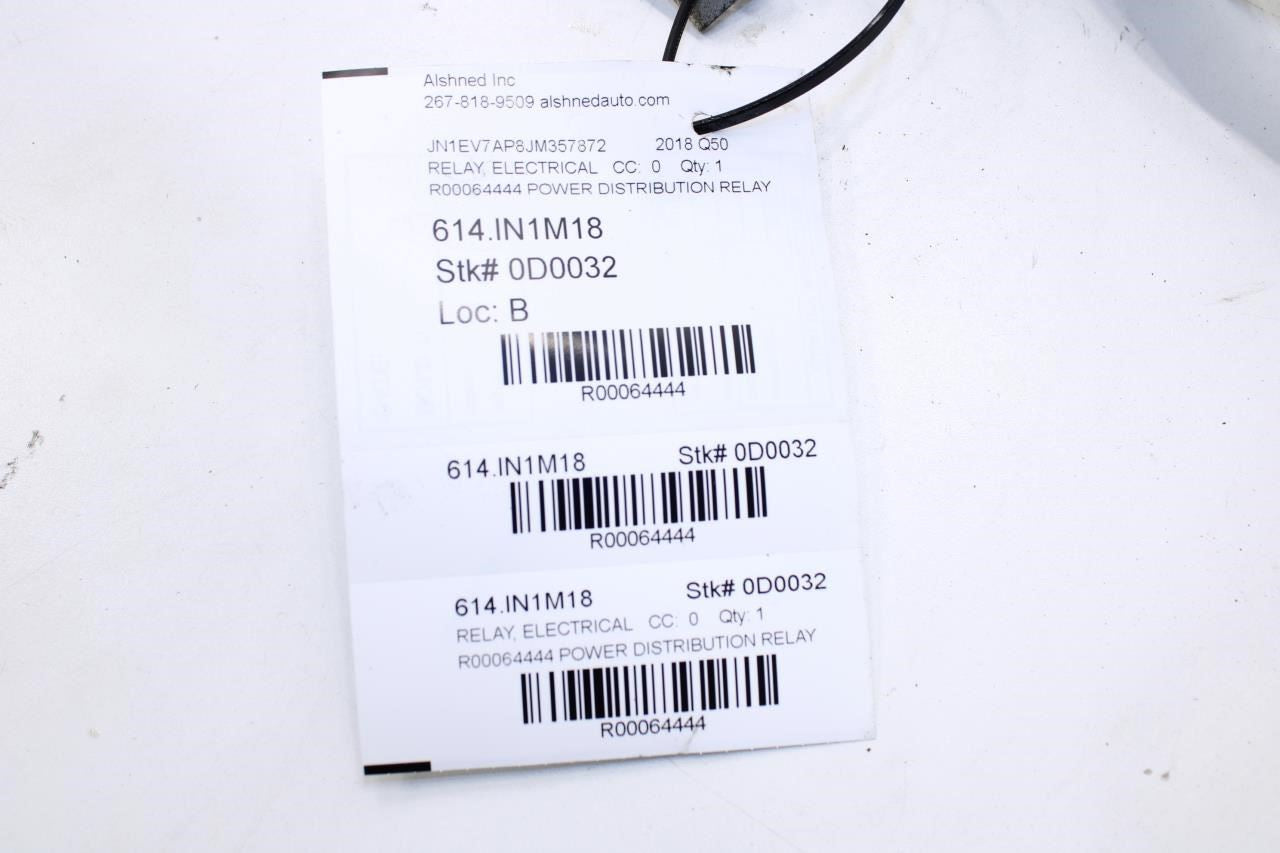 Alshned Inc
267-818-9509 alshnedauto.com
JN1EV7AP8JM357872 2018 Q50
RELAY, ELECTRICAL CC: 0 Qty: 1
R00064444 POWER DISTRIBUTION RELAY
614.IN1M18
Stk# 0D0032
Loc: B
R00064444
614.IN1M18 Stk# 0D0032
R00064444
614.IN1M18 Stk# 0D0032
RELAY, ELECTRICAL CC: 0 Qty: 1
R00064444 POWER DISTRIBUTION RELAY
R00064444